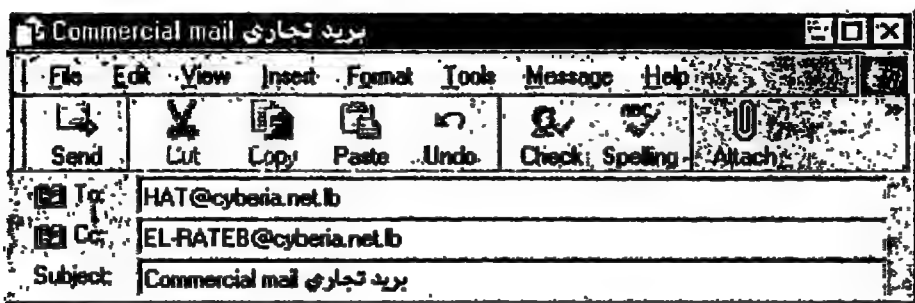 Commercial mail بريد تجاري
File Edit View Insert Format Tools Message Help
Send Cut Copy Paste Undo Check Spelling Attach
To: HAT@cyberia.net.lb
Cc: EL-RATEB@cyberia.net.lb
Subject: Commercial mail بريد تجاري